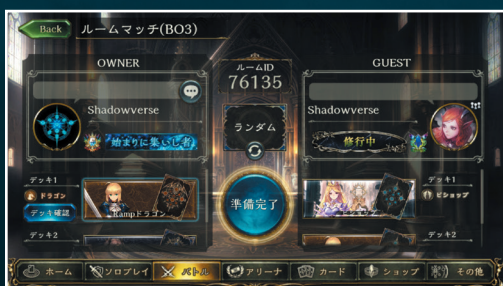 Back ルームマッチ(BO3)
OWNER
ルームID
76135
GUEST
Shadowverse
始まりに集いし者
ランダム
Shadowverse
修行中
デッキ1
ドラゴン
デッキ確認
Rampドラゴン
準備完了
デッキ1
ビショップ
デッキ2
デッキ2
ホーム ソロプレイ バトル アリーナ カード ショップ その他